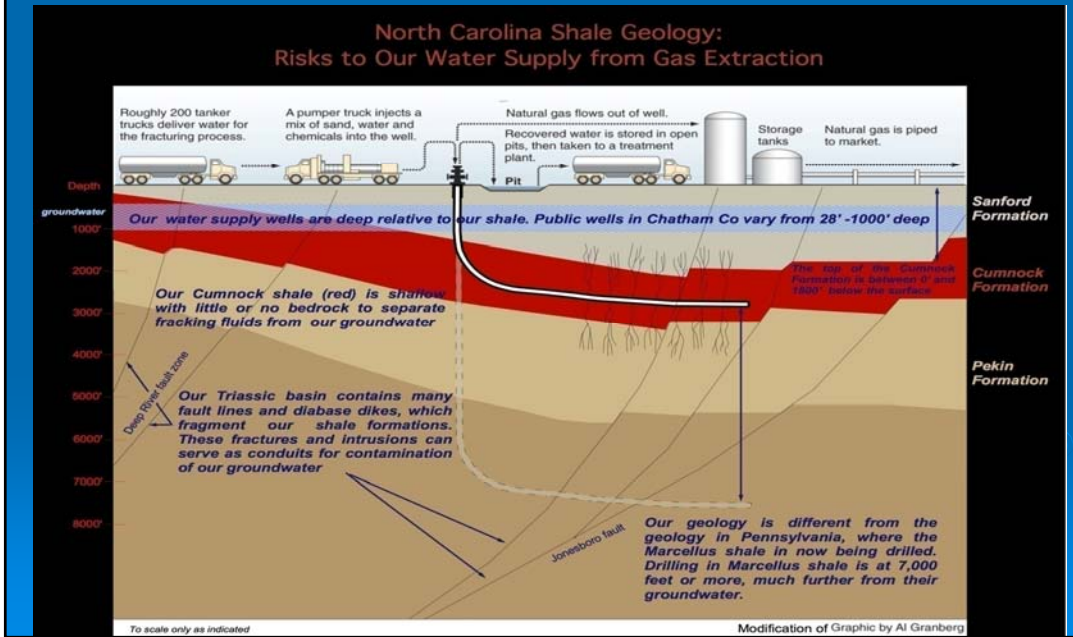 North Carolina Shale Geology:
Risks to Our Water Supply from Gas Extraction
Roughly 200 tanker
trucks deliver water for
the fracturing process.
A pumper truck injects a
mix of sand, water and
chemicals into the well.
Natural gas flows out of well.
Recovered water is stored in open
pits, then taken to a treatment
plant.
Pit
Storage
tanks
Natural gas is piped
to market.
Depth
groundwater
Our water supply wells are deep relative to our shale. Public wells in Chatham Co vary from 28' -1000' deep
Sanford
Formation
1000'
2000'
3000'
4000'
5000'
6000'
7000'
8000'
The top of the Cumnock
Formation is between 0' and
1500' below the surface
Cumnock
Formation
Our Cumnock shale (red) is shallow
with little or no bedrock to separate
fracking fluids from our groundwater
Pekin
Formation
Deep River fault zone
Our Triassic basin contains many
fault lines and diabase dikes, which
fragment our shale formations.
These fractures and intrusions can
serve as conduits for contamination
of our groundwater
Jonesboro fault
Our geology is different from the
geology in Pennsylvania, where the
Marcellus shale in now being drilled.
Drilling in Marcellus shale is at 7,000
feet or more, much further from their
groundwater.
To scale only as indicated
Modification of Graphic by Al Granberg